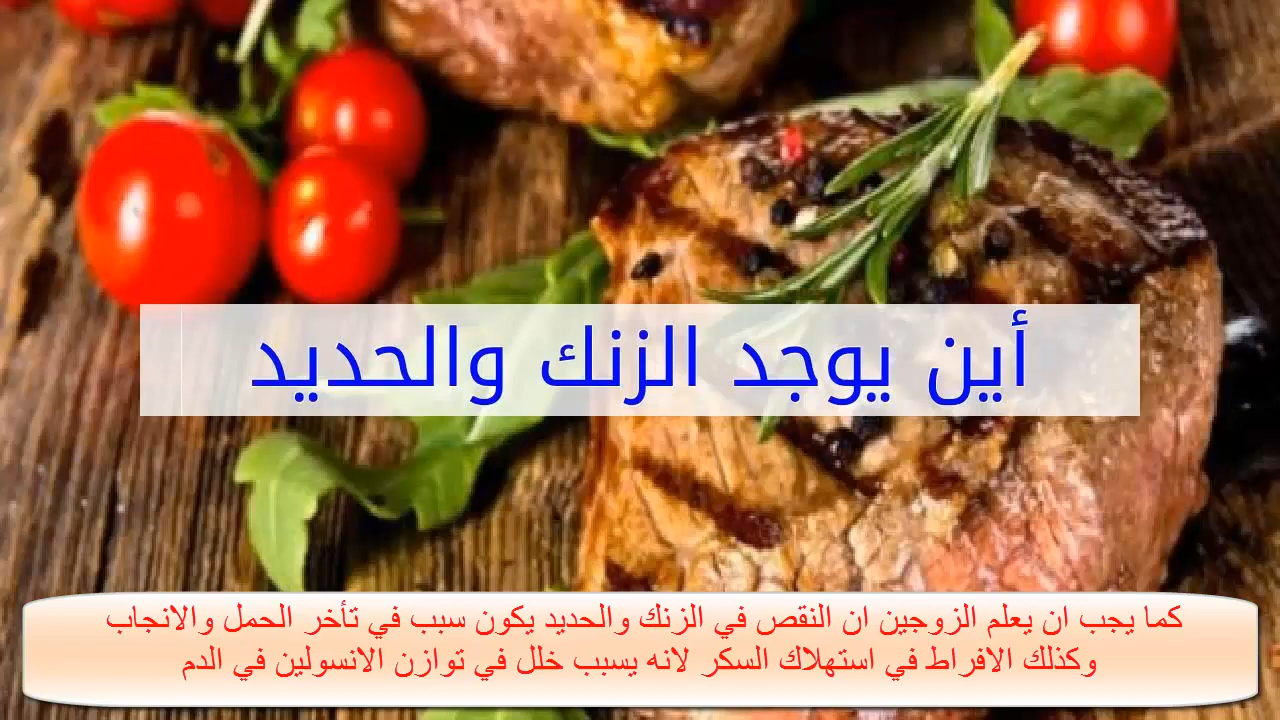 أين يوجد الزنك والحديد
كما يجب ان يعلم الزوجين ان النقص في الزنك والحديد يكون سبب في تأخر الحمل والانجاب
وكذلك الافراط في استهلاك السكر لانه يسبب خلل في توازن الانسولين في الدم